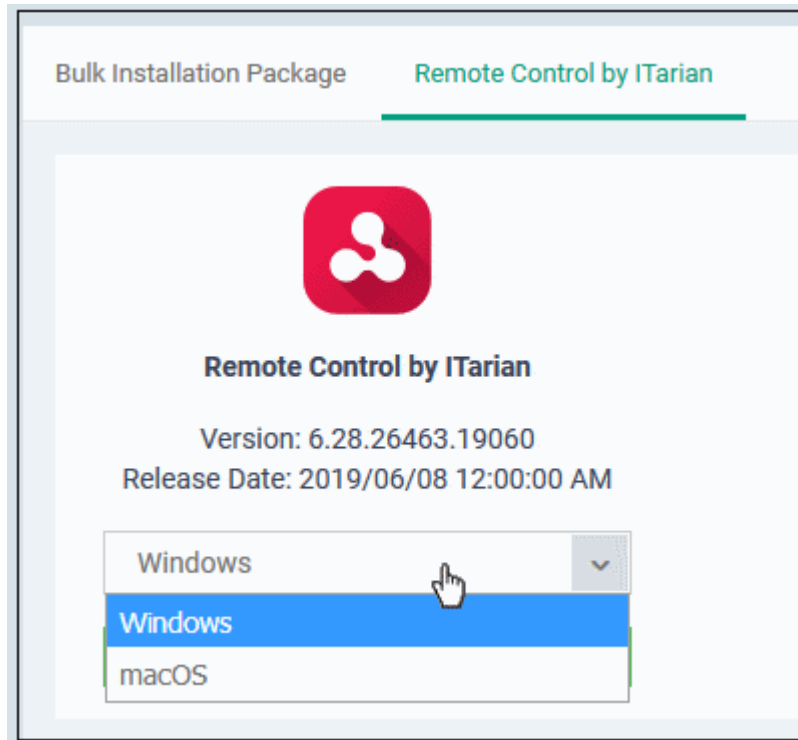 Bulk Installation Package
Remote Control by ITarian
Remote Control by ITarian
Version: 6.28.26463.19060
Release Date: 2019/06/08 12:00:00 AM
Windows
Windows
macOS